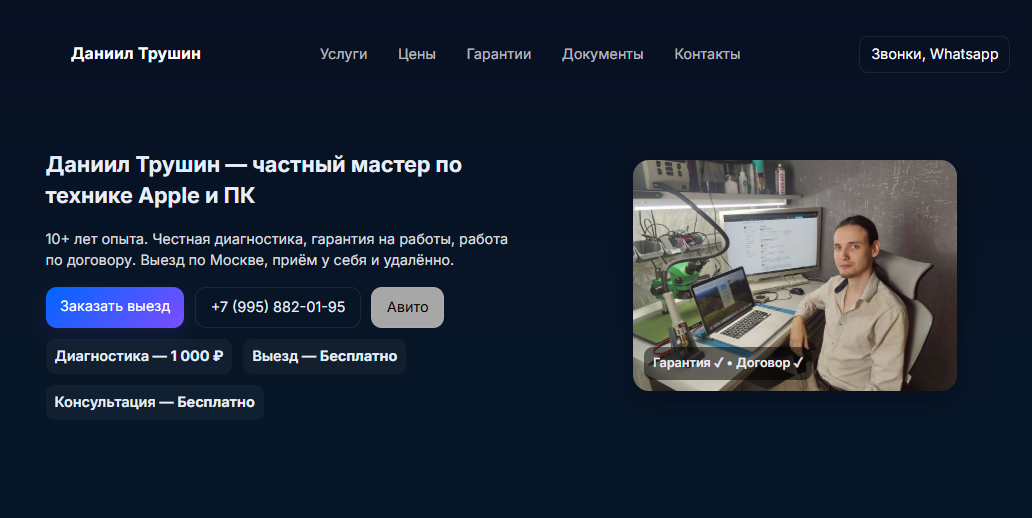 Даниил Трушин
Услуги
Цены
Гарантии
Документы
Контакты
Звонки, Whatsapp
Даниил Трушин — частный мастер по
технике Apple и ПК
10+ лет опыта. Честная диагностика, гарантия на работы, работа
по договору. Выезд по Москве, приём у себя и удалённо.
Заказать выезд
+7 (995) 882-01-95
Авито
Диагностика — 1 000 ₽
Выезд — Бесплатно
Консультация — Бесплатно
Гарантия ✓ • Договор ✓